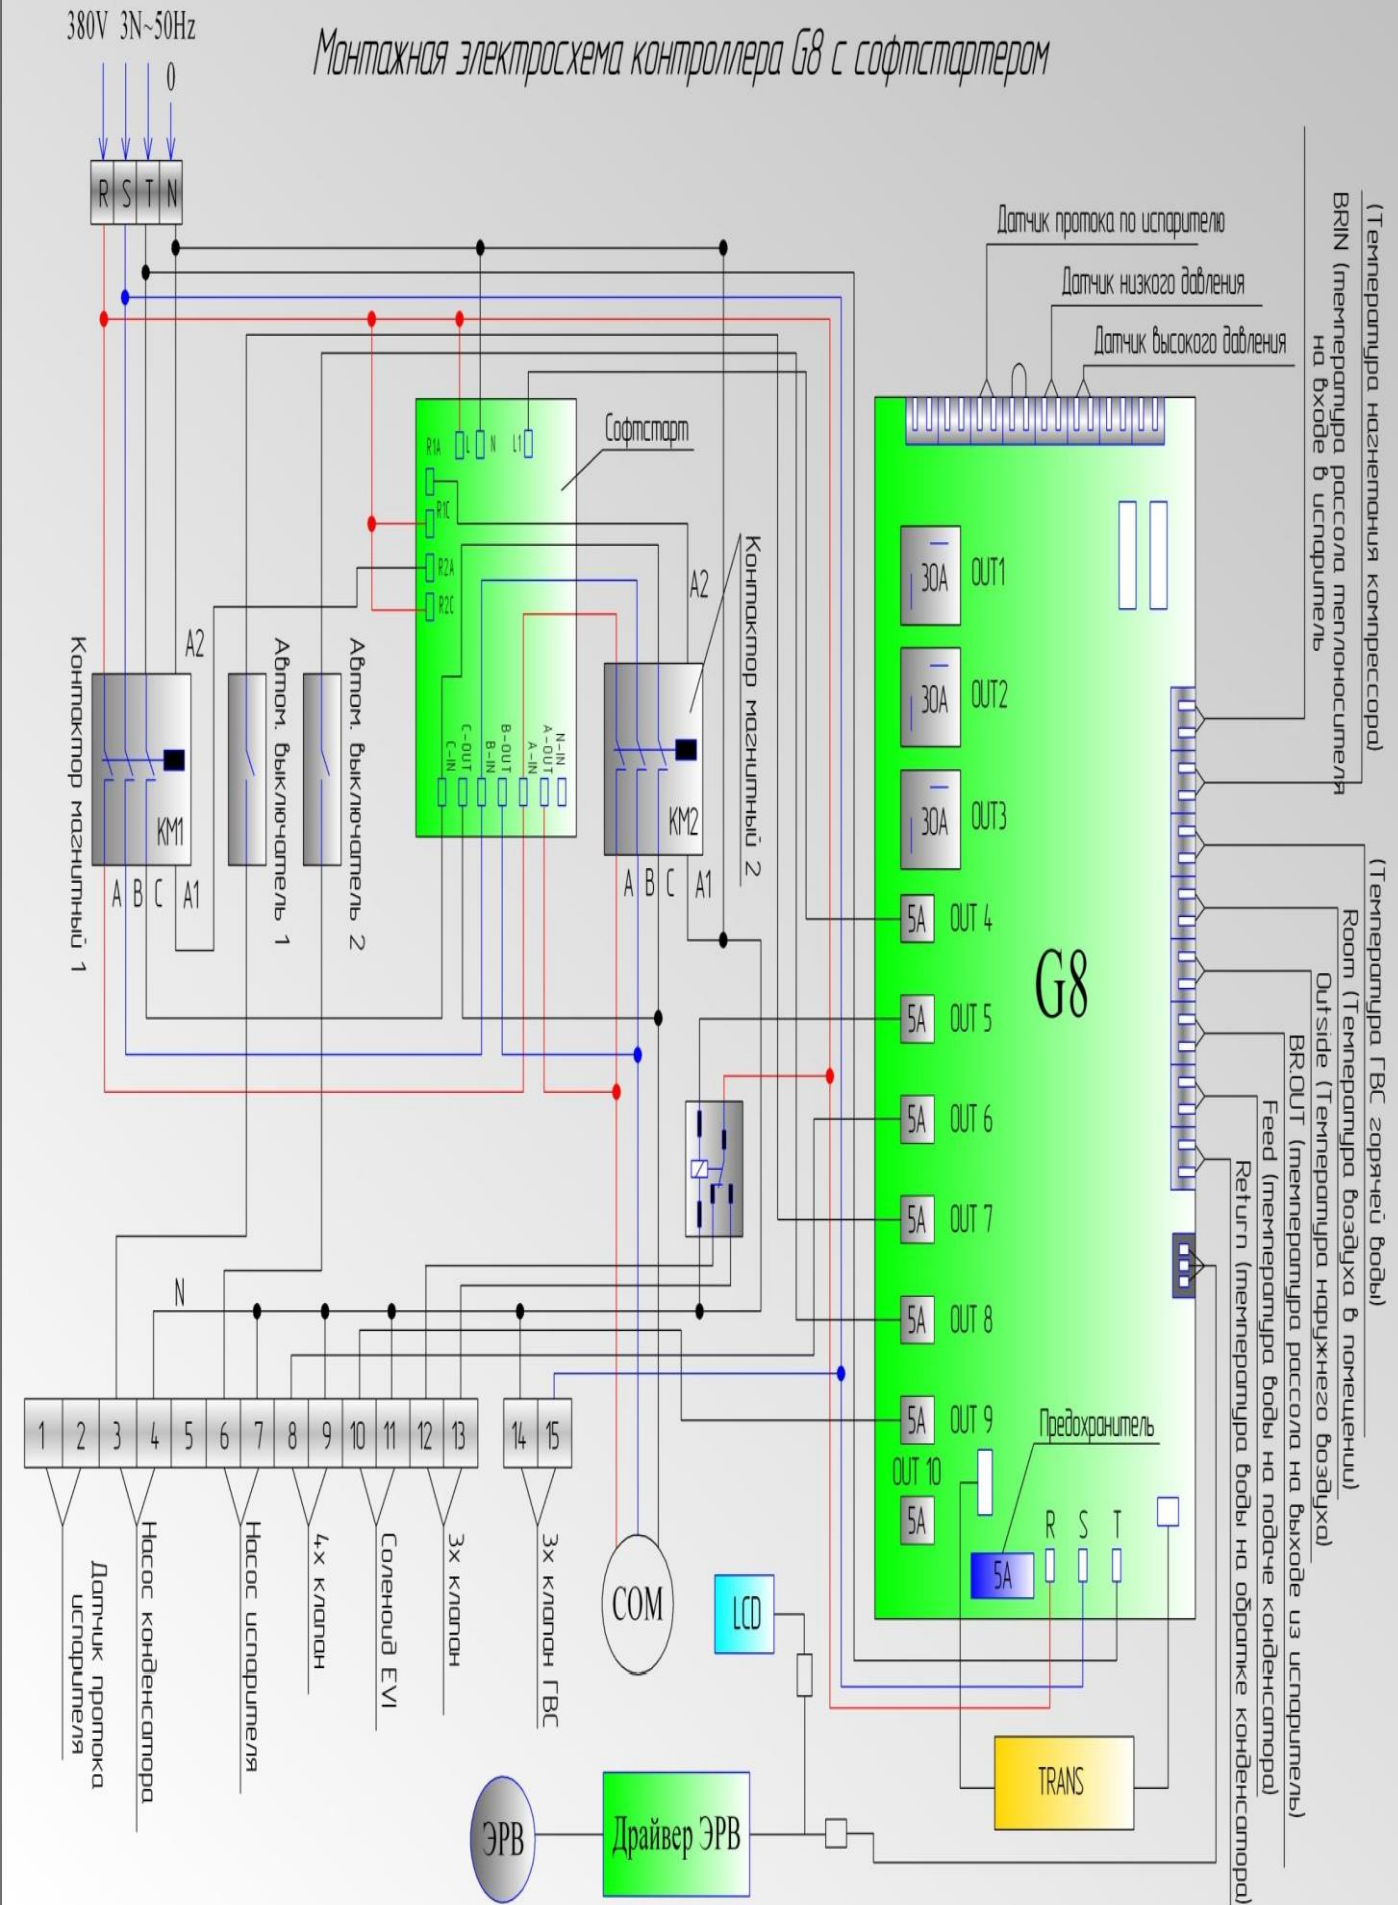 380V 3N~50Hz
0
Монтажная электросхема контроллера G8 с софтстартером
R S T N
Датчик протока по испарителю
Датчик низкого давления
Датчик высокого давления
(Температура нагнетания компрессора)
BRIN (температура рассола теплоносителя
на входе в испаритель
(Температура ГВС горячей воды)
Room (Температура воздуха в помещении)
Outside (Температура наружнего воздуха)
BR.OUT (температура рассола на выходе из испаритель)
Feed (температура воды на подаче конденсатора)
Return (температура воды на обратке конденсатора)
Софтстарт
R1A
L
N
L1
R1C
R2A
R2C
C-IN
C-OUT
B-IN
B-OUT
A-IN
A-OUT
N-IN
A2
Контактор магнитный 1
KM1
A B C A1
Автом. выключатель 1
Автом. выключатель 2
A2
Контактор магнитный 2
KM2
A B C A1
30A OUT1
30A OUT2
30A OUT3
5A OUT 4
5A OUT 5
5A OUT 6
5A OUT 7
5A OUT 8
5A OUT 9
OUT 10
5A
G8
Предохранитель
5A
R S T
N
1 2 3 4 5 6 7 8 9 10 11 12 13
14 15
Датчик протока
испарителя
Насос конденсатора
Насос испарителя
4х клапан
Соленоид EVI
3х клапан
3х клапан ГВС
COM
LCD
TRANS
ЭРВ
Драйвер ЭРВ